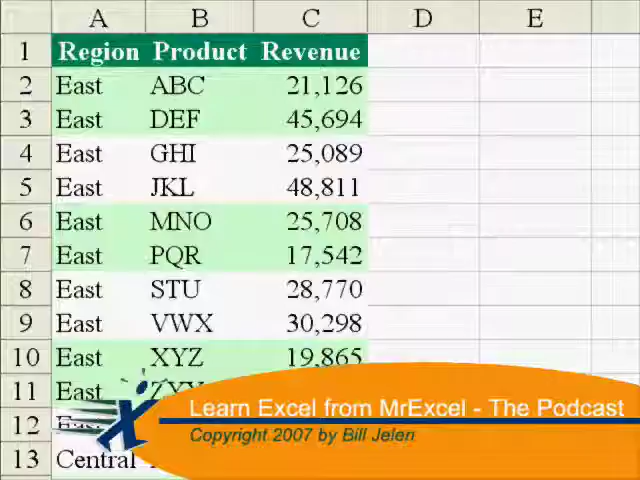 A B C D E
1 Region Product Revenue
2 East ABC 21,126
3 East DEF 45,694
4 East GHI 25,089
5 East JKL 48,811
6 East MNO 25,708
7 East PQR 17,542
8 East STU 28,770
9 East VWX 30,298
10 East XYZ 19,865
11 East
12
13 Central
Learn Excel from MrExcel - The Podcast
Copyright 2007 by Bill Jelen